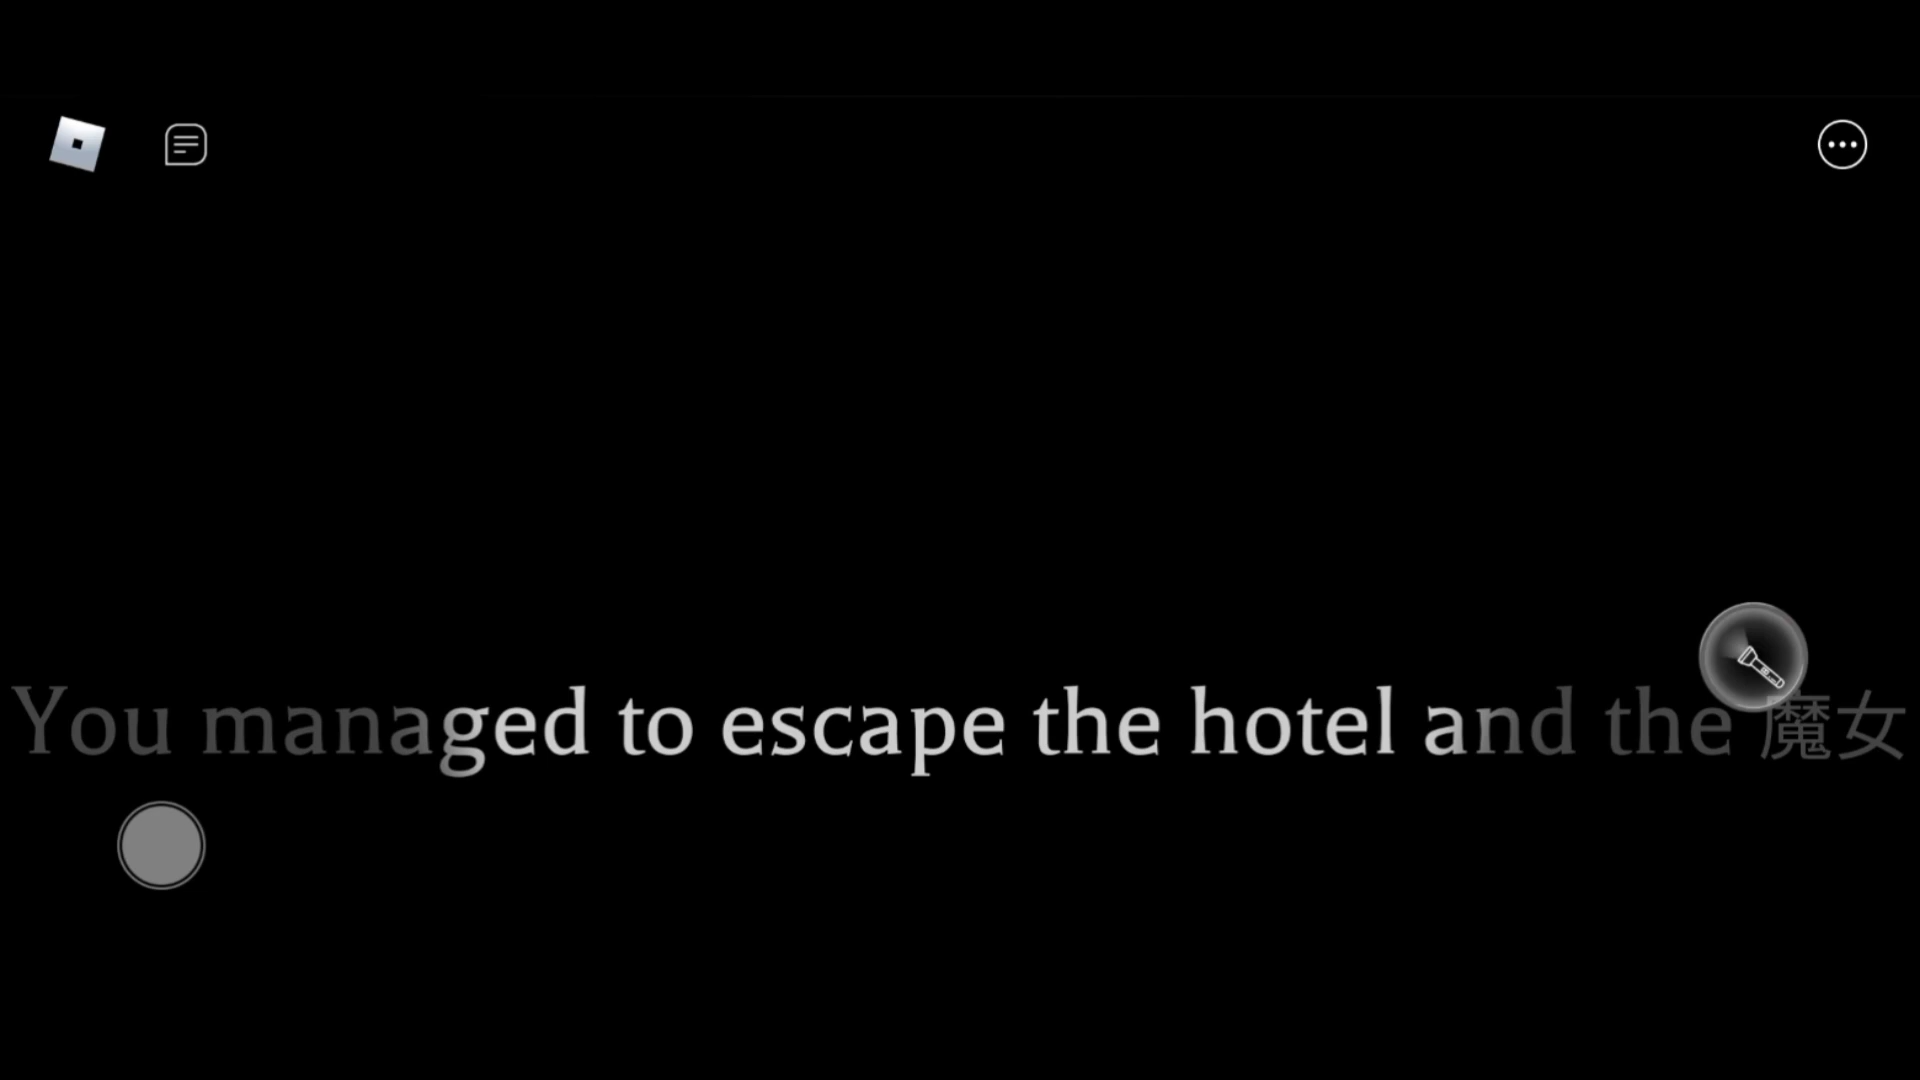 You managed to escape the hotel and the 魔女